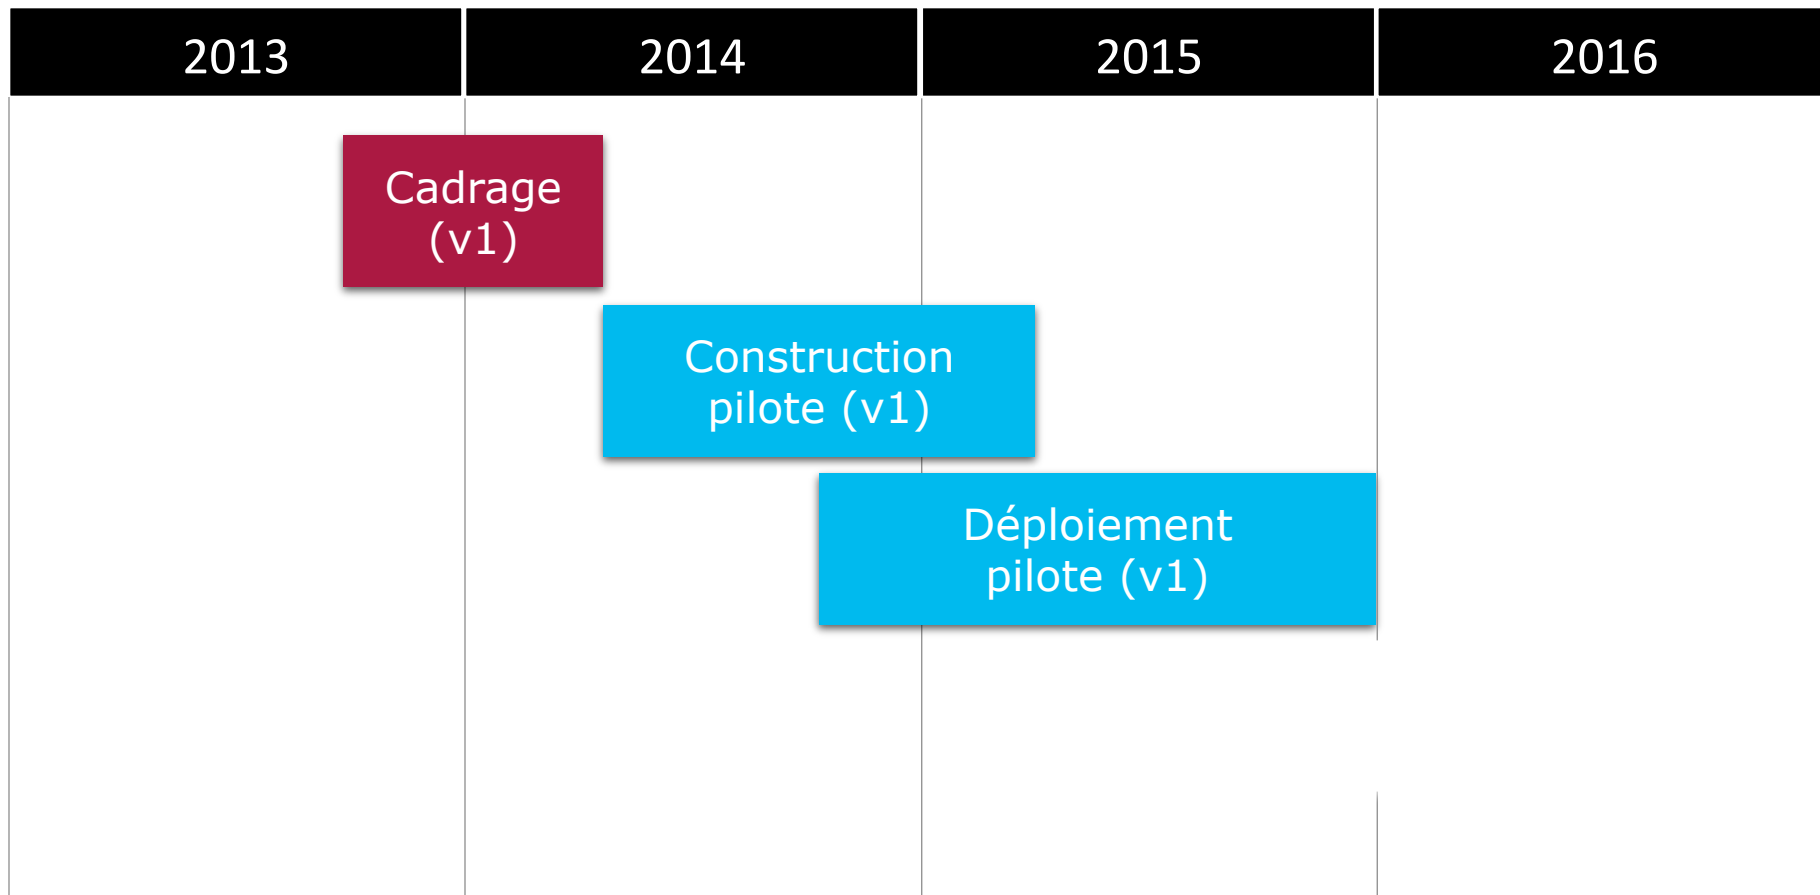 2013
2014
2015
2016
Cadrage
(v1)
Construction
pilote (v1)
Déploiement
pilote (v1)